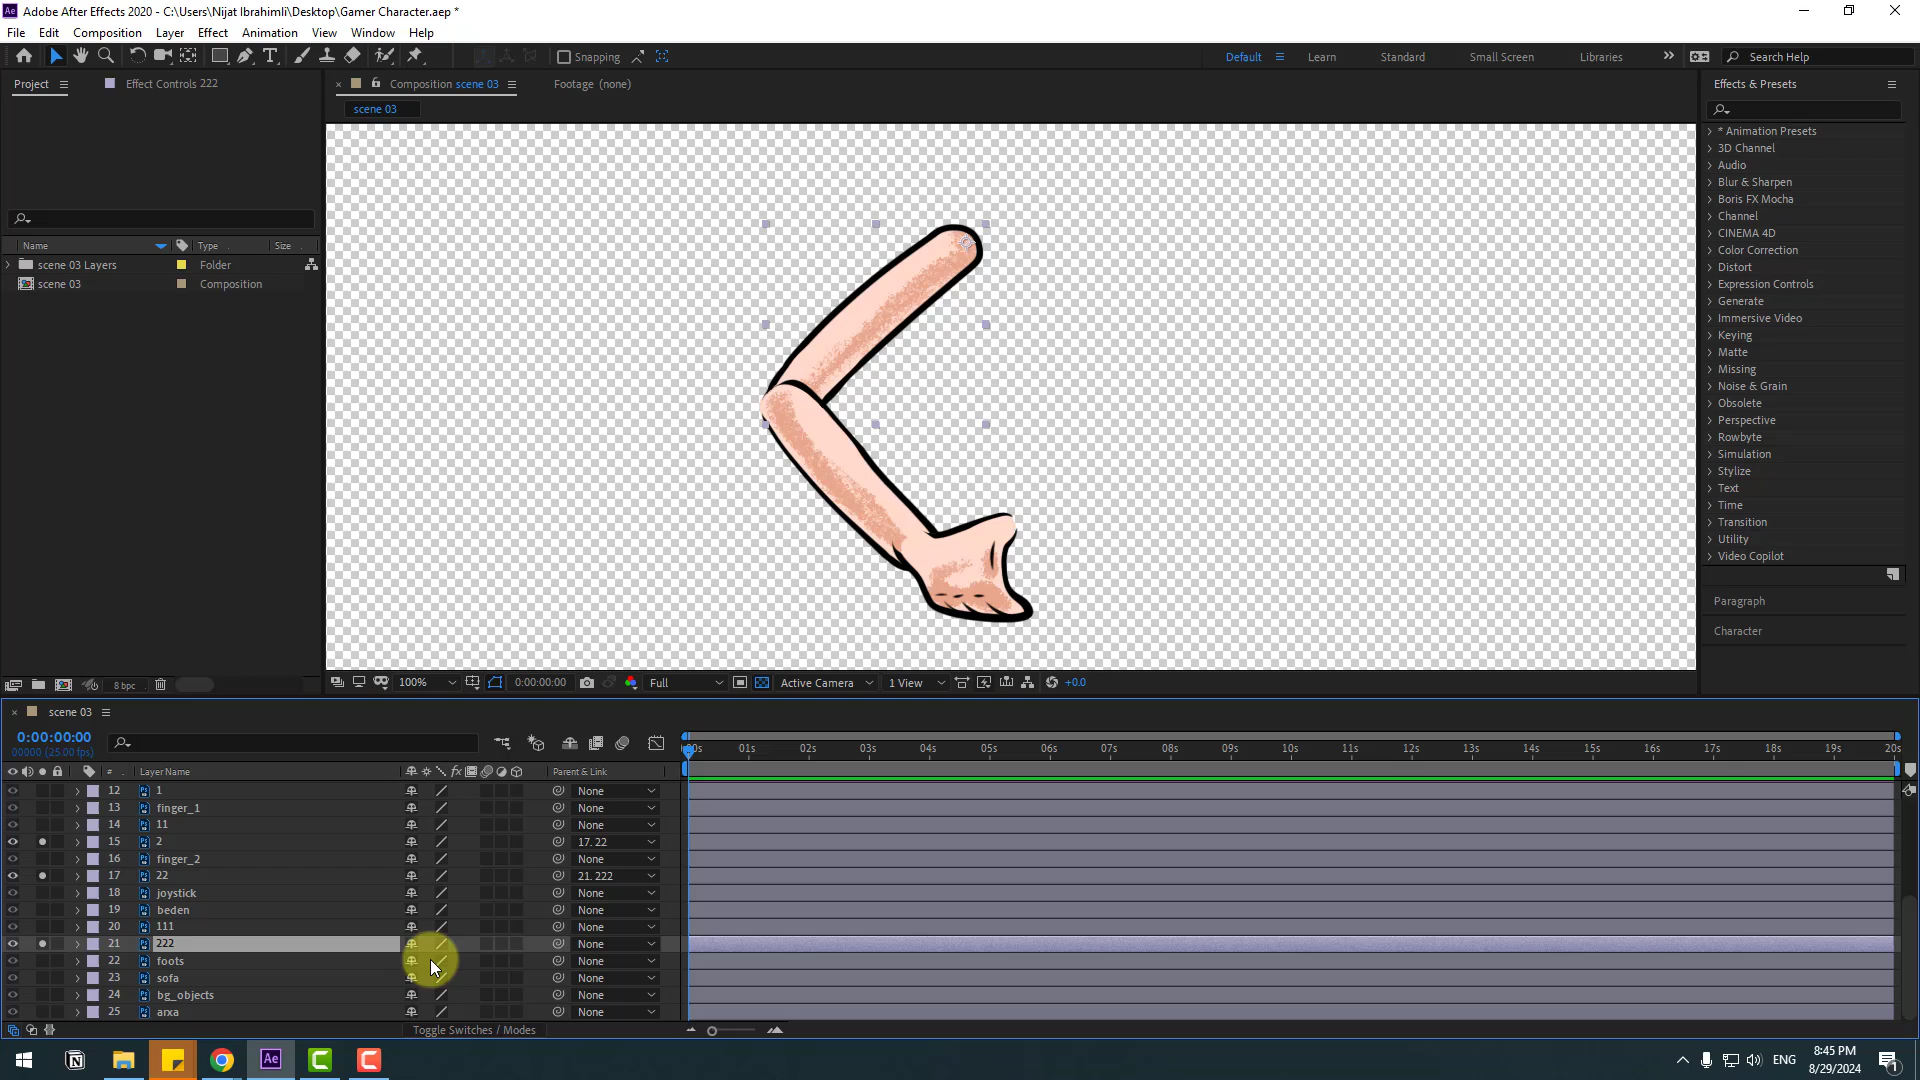 Adobe After Effects 2020 - C:\Users\Nijat Ibrahimli\Desktop\Gamer Character.aep *
File Edit Composition Layer Effect Animation View Window Help
Snapping Default Learn Standard Small Screen Libraries Search Help
Project Effect Controls 222 Composition scene 03 Footage (none) Effects & Presets
scene 03
* Animation Presets
3D Channel
Audio
Blur & Sharpen
Boris FX Mocha
Channel
CINEMA 4D
Color Correction
Distort
Expression Controls
Generate
Immersive Video
Keying
Matte
Missing
Noise & Grain
Obsolete
Perspective
Rowbyte
Simulation
Stylize
Text
Time
Transition
Utility
Video Copilot
Paragraph
Character
Name Type Size
scene 03 Layers Folder
scene 03 Composition
8 bpc 100% 0:00:00:00 Full Active Camera 1 View +0.0
scene 03
0:00:00:00
00000 (25.00 fps)
00s 01s 02s 03s 04s 05s 06s 07s 08s 09s 10s 11s 12s 13s 14s 15s 16s 17s 18s 19s 20s
# Layer Name fx Parent & Link
12 1 None
13 finger_1 None
14 11 None
15 2 17. 22
16 finger_2 None
17 22 21. 222
18 joystick None
19 beden None
20 111 None
21 222 None
22 foots None
23 sofa None
24 bg_objects None
25 arxa None
Toggle Switches / Modes
ENG 8:45 PM
8/29/2024